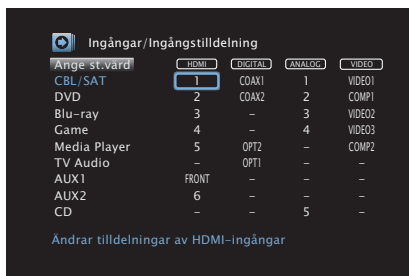 Ingångar/Ingångstilldelning
Ange st.värd HDMI DIGITAL ANALOG VIDEO
CBL/SAT 1 COAX1 1 VIDEO1
DVD 2 COAX2 2 COMP1
Blu-ray 3 – 3 VIDEO2
Game 4 – 4 VIDEO3
Media Player 5 OPT2 – COMP2
TV Audio – OPT1 – –
AUX1 FRONT – – –
AUX2 6 – – –
CD – – 5 –
Ändrar tilldelningar av HDMI-ingångar